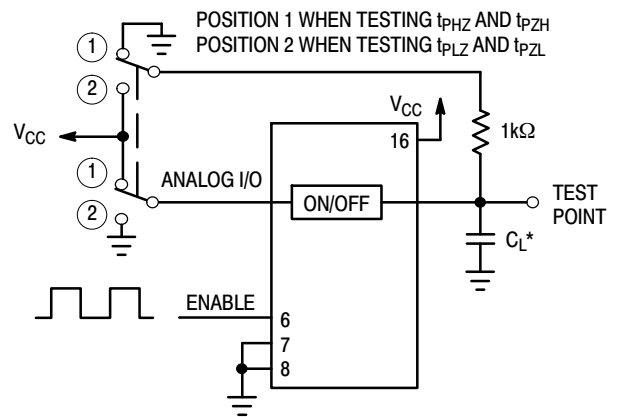 POSITION 1 WHEN TESTING tPHZ AND tPZH
POSITION 2 WHEN TESTING tPLZ AND tPZL
1
2
VCC
1
2
ANALOG I/O
ON/OFF
VCC
16
1kΩ
TEST
POINT
CL*
ENABLE
6
7
8